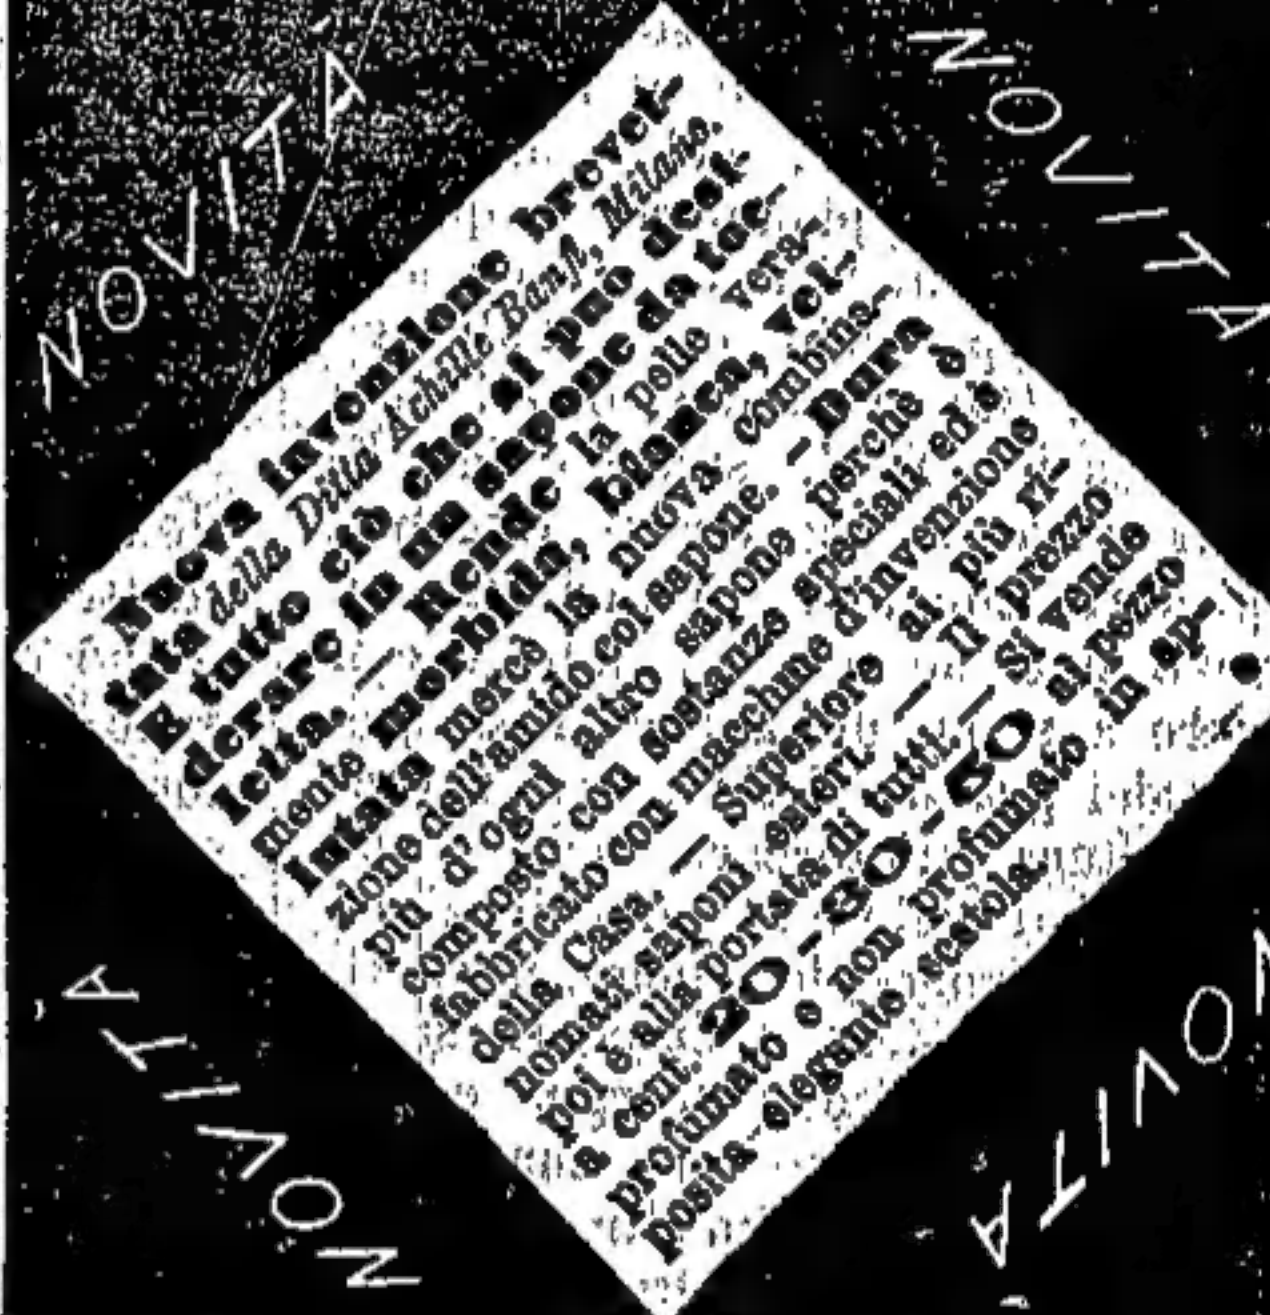 NOVITÀ
NOVITÀ
Nuova invenzione brevet-
tata della Ditta Achille Banfi, Milano.
È tutto ciò che si può desi-
derare in un sapone da toe-
letta. — Rende la pelle vera-
mente morbida, bianca, vel-
lutata mercè la nuova combina-
zione dell'amido col sapone. — Dura
più d'ogni altro sapone perchè è
composto con sostanze speciali ed è
fabbricato con macchine d'invenzione
della Casa. — Superiore ai più ri-
nomati saponi esteri. — Il prezzo
poi è alla portata di tutti. — Si vende
a cent. 20-30-50 al pezzo
profumato e non profumato in ap-
posita elegante scatola.
NOVITÀ
NOVITÀ